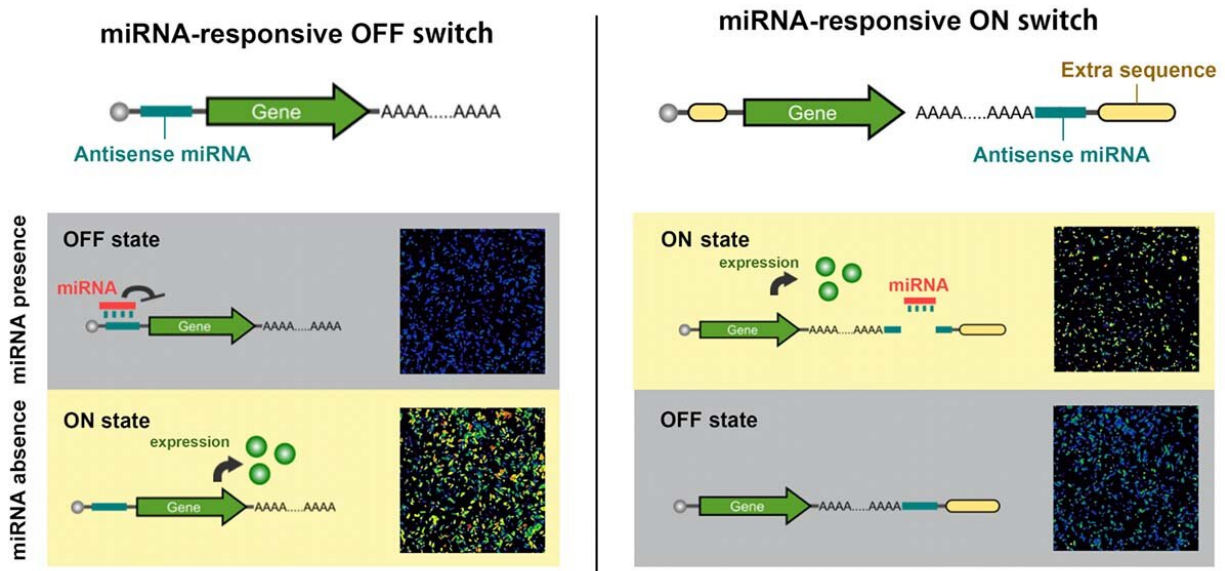 miRNA-responsive OFF switch
Gene
AAAA.....AAAA
Antisense miRNA
miRNA-responsive ON switch
Extra sequence
Gene
AAAA.....AAAA
Antisense miRNA
miRNA presence
OFF state
miRNA
Gene
AAAA.....AAAA
ON state
expression
miRNA
Gene
AAAA.....AAAA
miRNA absence
ON state
expression
Gene
AAAA.....AAAA
OFF state
Gene
AAAA.....AAAA